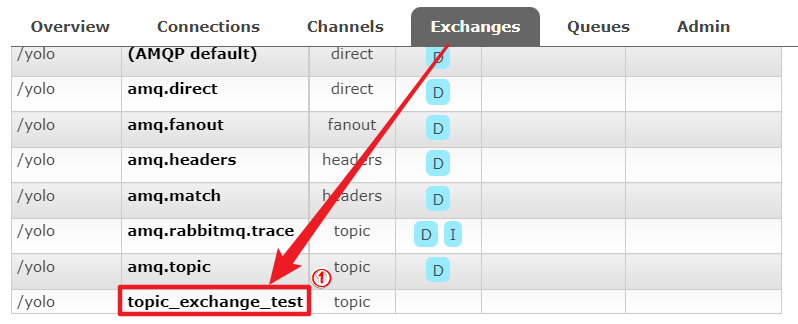 Overview Connections Channels Exchanges Queues Admin
/yolo (AMQP default) direct D
/yolo amq.direct direct D
/yolo amq.fanout fanout D
/yolo amq.headers headers D
/yolo amq.match headers D
/yolo amq.rabbitmq.trace topic D I
/yolo amq.topic topic D
①
/yolo topic_exchange_test topic